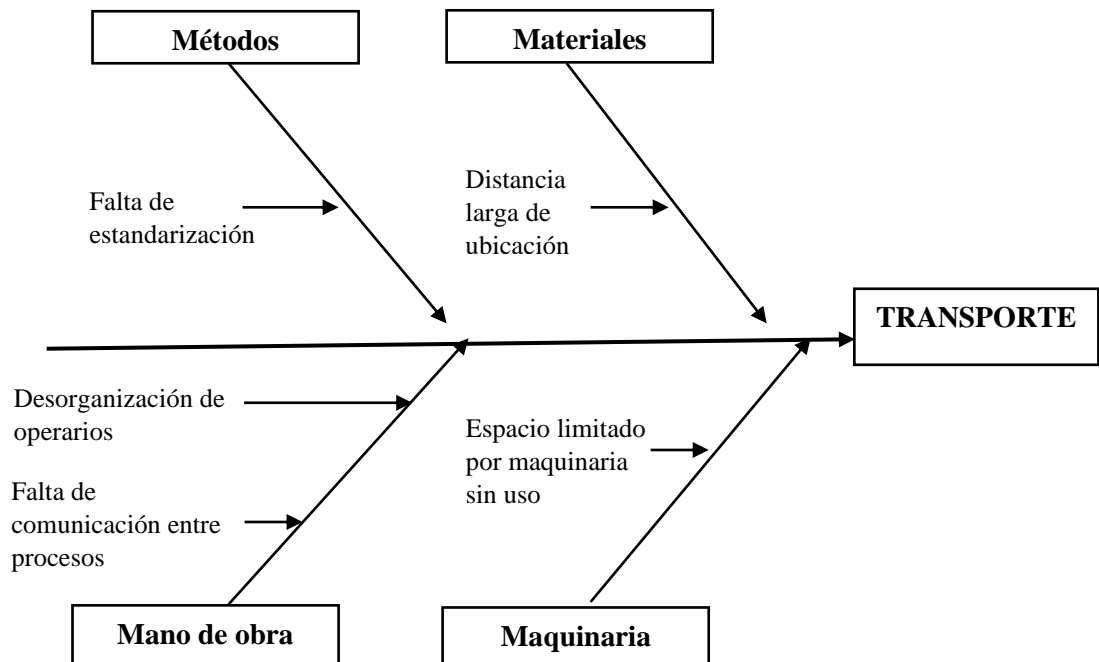 Métodos
Materiales
Falta de
estandarización
Distancia
larga de
ubicación
TRANSPORTE
Desorganización de
operarios
Espacio limitado
por maquinaria
sin uso
Falta de
comunicación entre
procesos
Mano de obra
Maquinaria